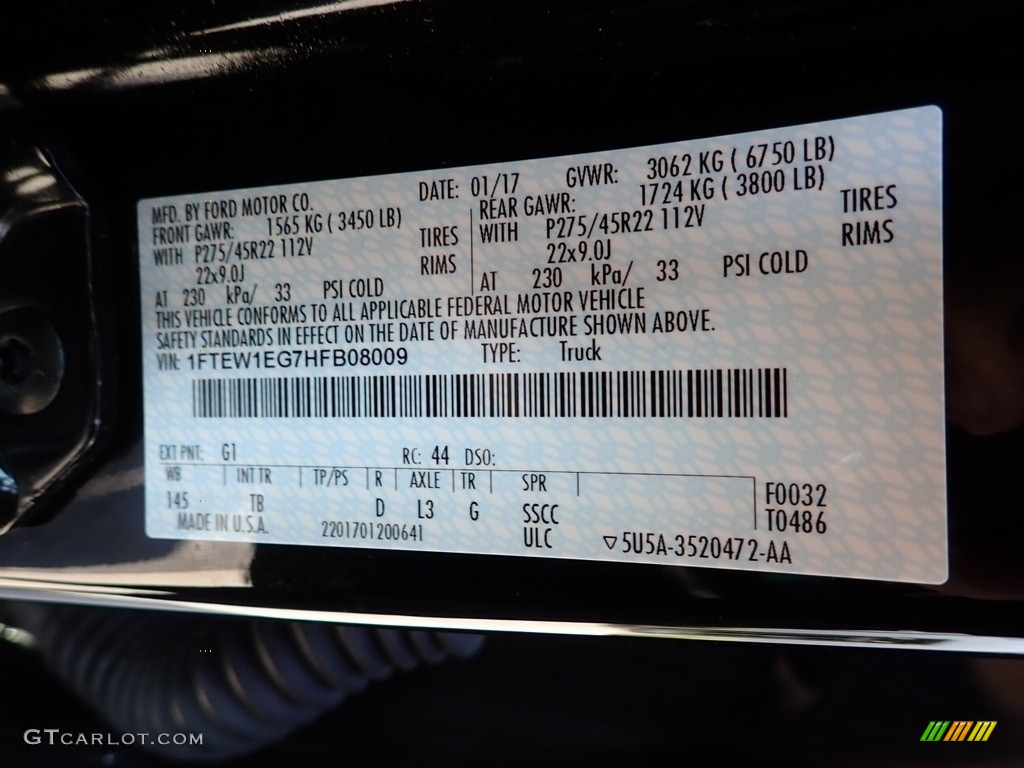 MFD. BY FORD MOTOR CO. DATE: 01/17 GVWR: 3062 KG ( 6750 LB)
FRONT GAWR: 1565 KG ( 3450 LB) REAR GAWR: 1724 KG ( 3800 LB)
WITH P275/45R22 112V TIRES WITH P275/45R22 112V TIRES
22x9.0J RIMS 22x9.0J RIMS
AT 230 kPa/ 33 PSI COLD AT 230 kPa/ 33 PSI COLD
THIS VEHICLE CONFORMS TO ALL APPLICABLE FEDERAL MOTOR VEHICLE
SAFETY STANDARDS IN EFFECT ON THE DATE OF MANUFACTURE SHOWN ABOVE.
VIN: 1FTEW1EG7HFB08009 TYPE: Truck
EXT PNT: G1 RC: 44 DSO:
WB INT TR TP/PS R AXLE TR SPR
145 TB D L3 G SSCC F0032
MADE IN U.S.A. 2201701200641 ULC T0486
▽5U5A-3520472-AA
GTCARLOT.COM